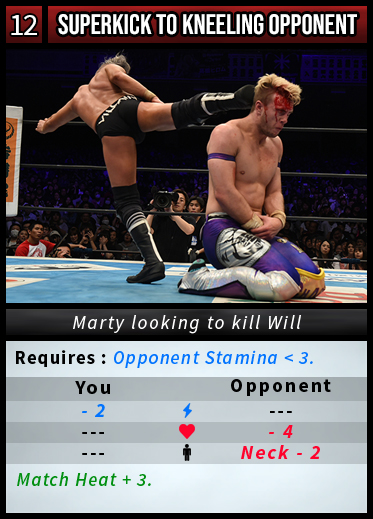 12 SUPERKICK TO KNEELING OPPONENT
Marty looking to kill Will
Requires : Opponent Stamina < 3.
You Opponent
- 2 ---
--- - 4
--- Neck - 2
Match Heat + 3.